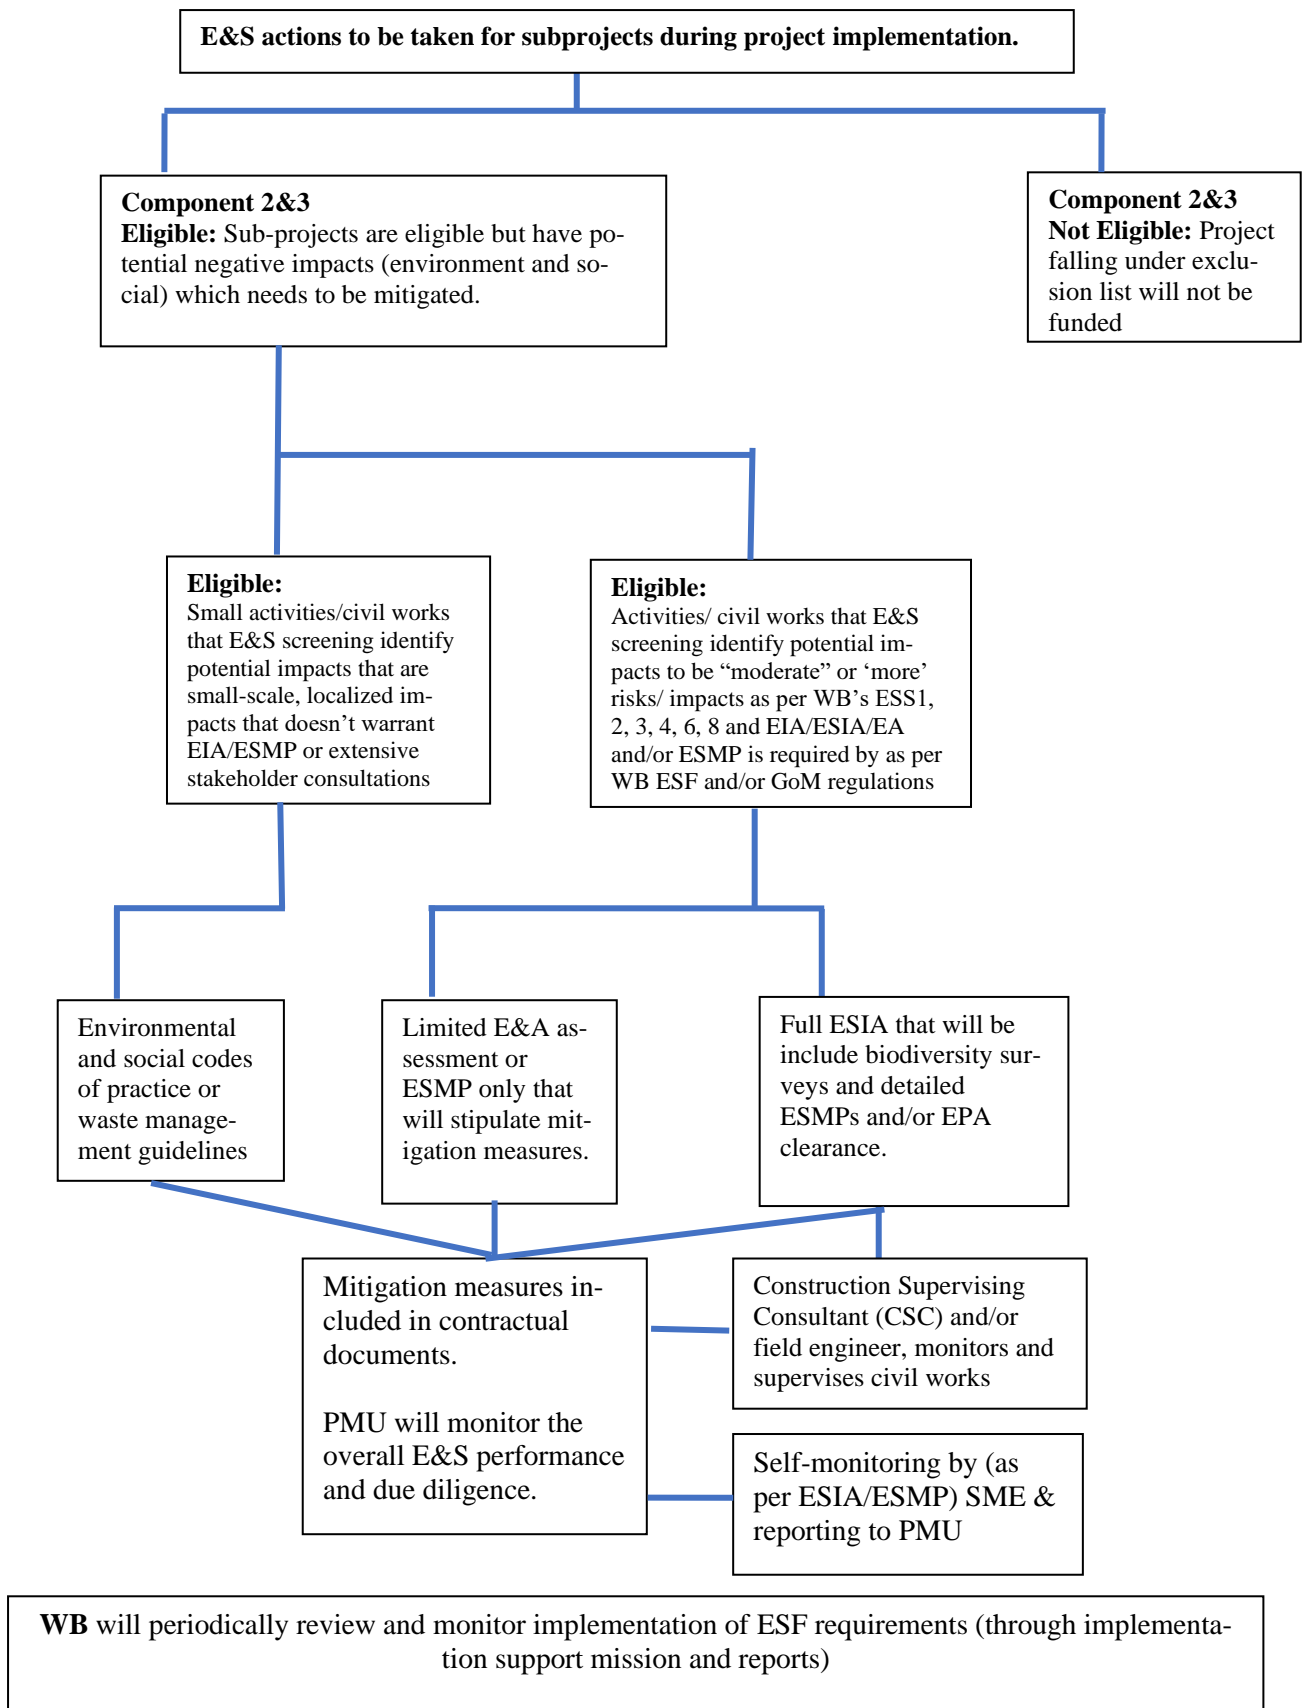 E&S actions to be taken for subprojects during project implementation.
Component 2&3
Eligible: Sub-projects are eligible but have po-
tential negative impacts (environment and so-
cial) which needs to be mitigated.
Component 2&3
Not Eligible: Project
falling under exclu-
sion list will not be
funded
Eligible:
Small activities/civil works
that E&S screening identify
potential impacts that are
small-scale, localized im-
pacts that doesn’t warrant
EIA/ESMP or extensive
stakeholder consultations
Eligible:
Activities/ civil works that E&S
screening identify potential im-
pacts to be “moderate” or ‘more’
risks/ impacts as per WB’s ESS1,
2, 3, 4, 6, 8 and EIA/ESIA/EA
and/or ESMP is required by as per
WB ESF and/or GoM regulations
Environmental
and social codes
of practice or
waste manage-
ment guidelines
Limited E&A as-
sessment or
ESMP only that
will stipulate mit-
igation measures.
Full ESIA that will be
include biodiversity sur-
veys and detailed
ESMPs and/or EPA
clearance.
Mitigation measures in-
cluded in contractual
documents.
PMU will monitor the
overall E&S performance
and due diligence.
Construction Supervising
Consultant (CSC) and/or
field engineer, monitors and
supervises civil works
Self-monitoring by (as
per ESIA/ESMP) SME &
reporting to PMU
WB will periodically review and monitor implementation of ESF requirements (through implementa-
tion support mission and reports)